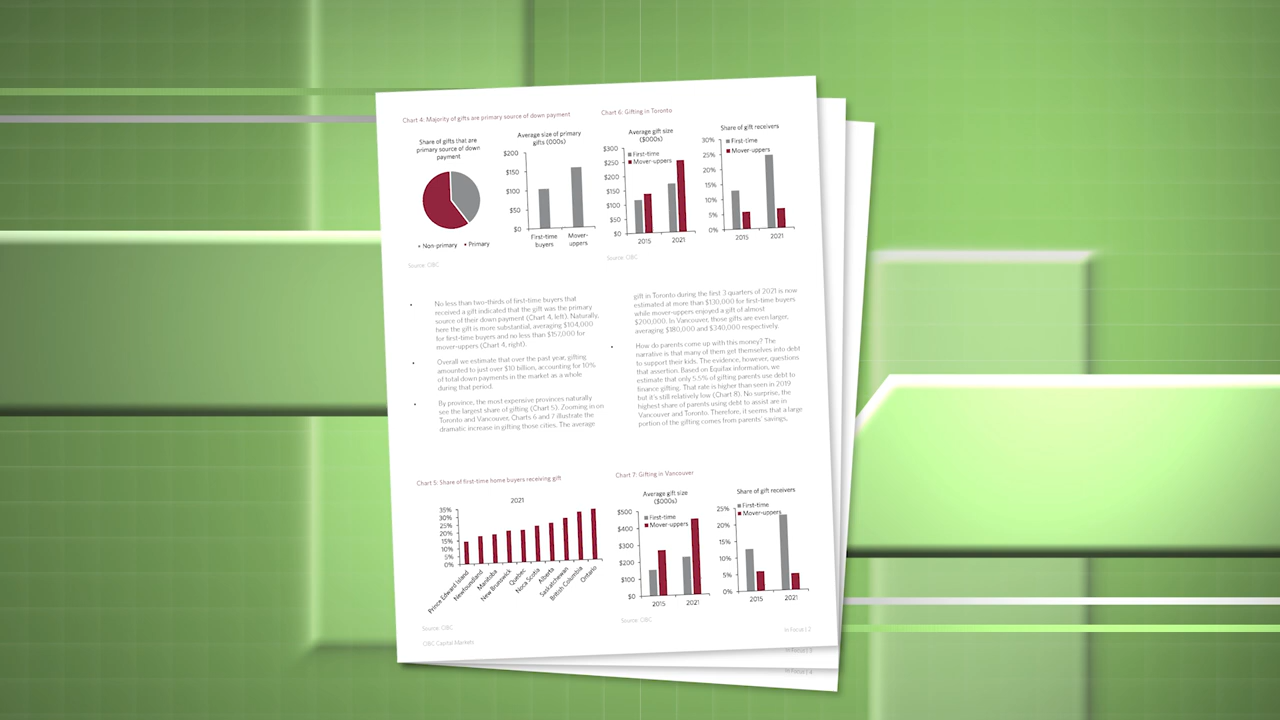 Chart 4: Majority of gifts are primary source of down payment
Share of gifts that are
primary source of down
payment
• Non-primary • Primary
Average size of primary
gifts (000s)
$200
$150
$100
$50
$0
First-time
buyers
Mover-
uppers
Source: CIBC
Chart 6: Gifting in Toronto
Average gift size
($000s)
First-time
Mover-uppers
$300
$250
$200
$150
$100
$50
$0
2015
2021
Share of gift receivers
First-time
Mover-uppers
30%
25%
20%
15%
10%
5%
0%
2015
2021
Source: CIBC
• No less than two-thirds of first-time buyers that
received a gift indicated that the gift was the primary
source of their down payment (Chart 4, left). Naturally,
here the gift is more substantial, averaging $104,000
for first-time buyers and no less than $157,000 for
mover-uppers (Chart 4, right).
• Overall we estimate that over the past year, gifting
amounted to just over $10 billion, accounting for 10%
of total down payments in the market as a whole
during that period.
• By province, the most expensive provinces naturally
see the largest share of gifting (Chart 5). Zooming in on
Toronto and Vancouver, Charts 6 and 7 illustrate the
dramatic increase in gifting those cities. The average
gift in Toronto during the first 3 quarters of 2021 is now
estimated at more than $130,000 for first-time buyers
while mover-uppers enjoyed a gift of almost
$200,000. In Vancouver, those gifts are even larger,
averaging $180,000 and $340,000 respectively.
• How do parents come up with this money? The
narrative is that many of them get themselves into debt
to support their kids. The evidence, however, questions
that assertion. Based on Equifax information, we
estimate that only 5.5% of gifting parents use debt to
finance gifting. That rate is higher than seen in 2019
but it's still relatively low (Chart 8). No surprise, the
highest share of parents using debt to assist are in
Vancouver and Toronto. Therefore, it seems that a large
portion of the gifting comes from parents' savings,
Chart 5: Share of first-time home buyers receiving gift
2021
35%
30%
25%
20%
15%
10%
5%
0%
Prince Edward Island
Newfoundland
Manitoba
New Brunswick
Quebec
Nova Scotia
Alberta
Saskatchewan
British Columbia
Ontario
Source: CIBC
Chart 7: Gifting in Vancouver
Average gift size
($000s)
First-time
Mover-uppers
$500
$400
$300
$200
$100
$0
2015
2021
Share of gift receivers
First-time
Mover-uppers
25%
20%
15%
10%
5%
0%
2015
2021
Source: CIBC
CIBC Capital Markets
In Focus | 2
In Focus | 3
In Focus | 4